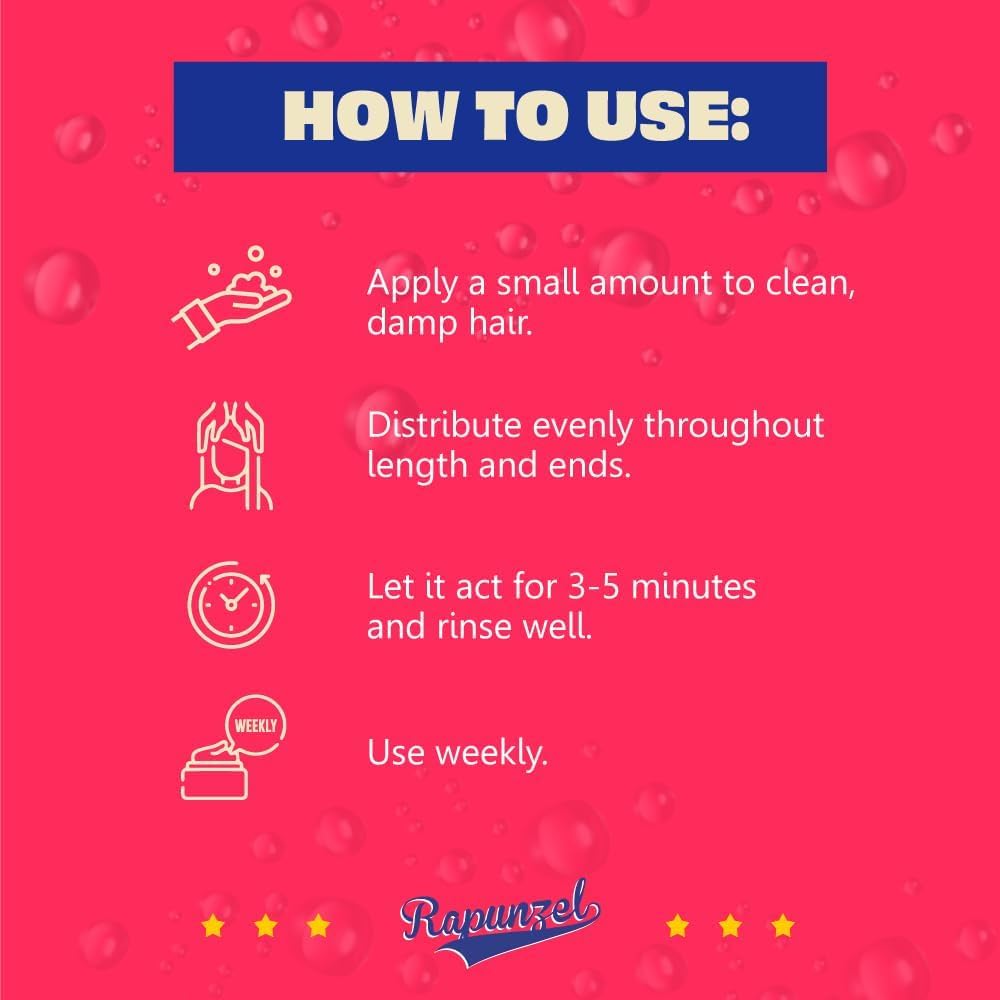 HOW TO USE:
Apply a small amount to clean,
damp hair.
Distribute evenly throughout
length and ends.
Let it act for 3-5 minutes
and rinse well.
WEEKLY
Use weekly.
Rapunzel